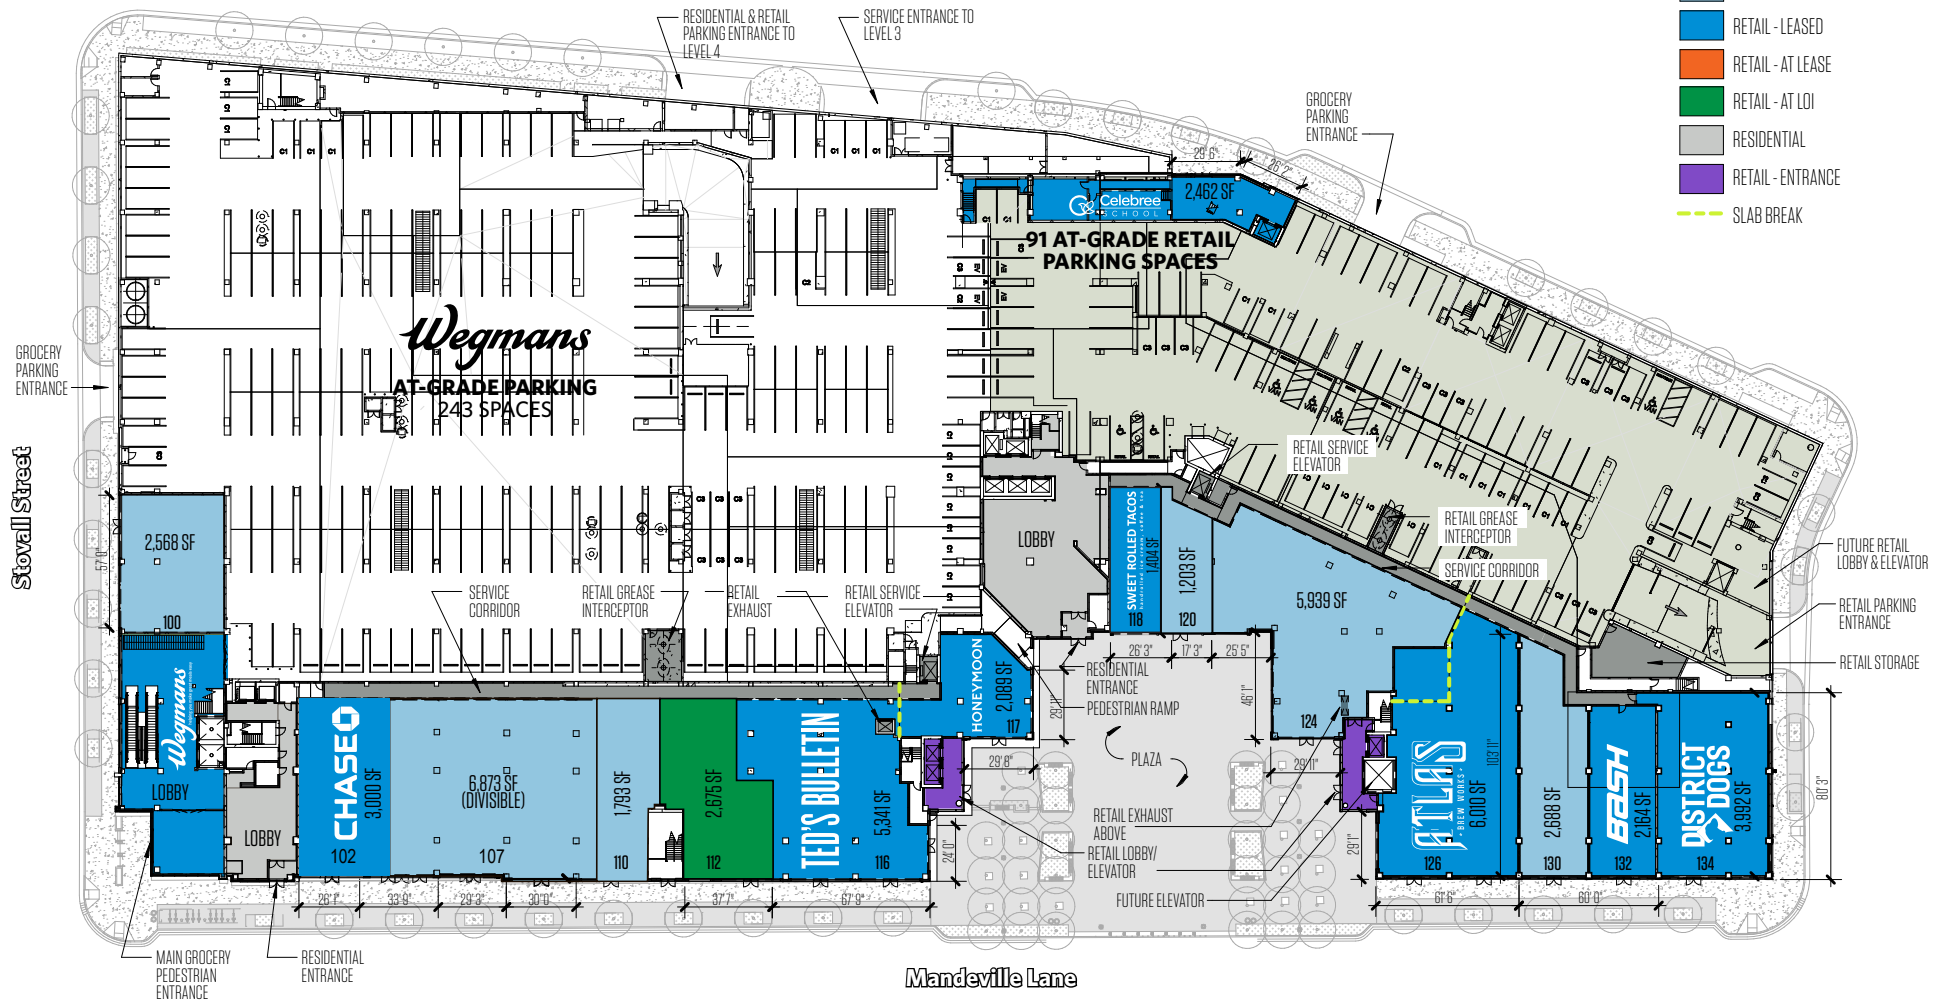 RESIDENTIAL & RETAIL
PARKING ENTRANCE TO
LEVEL 4
SERVICE ENTRANCE TO
LEVEL 3
RETAIL - LEASED
RETAIL - AT LEASE
RETAIL - AT LOI
RESIDENTIAL
RETAIL - ENTRANCE
SLAB BREAK
GROCERY
PARKING
ENTRANCE
29'6"
26'2"
Celebree
SCHOOL
2,462 SF
91 AT-GRADE RETAIL
PARKING SPACES
Wegmans
AT-GRADE PARKING
243 SPACES
GROCERY
PARKING
ENTRANCE
Stovall Street
57'0"
2,568 SF
100
SERVICE
CORRIDOR
RETAIL GREASE
INTERCEPTOR
RETAIL
EXHAUST
RETAIL SERVICE
ELEVATOR
LOBBY
RETAIL SERVICE
ELEVATOR
RETAIL GREASE
INTERCEPTOR
SERVICE CORRIDOR
SWEET ROLLED TACOS
1,404 SF
118
1,203 SF
120
5,939 SF
124
26'3"
17'3"
25'5"
46'1"
FUTURE RETAIL
LOBBY & ELEVATOR
RETAIL PARKING
ENTRANCE
RETAIL STORAGE
Wegmans
LOBBY
LOBBY
CHASE
3,000 SF
102
6,873 SF
(DIVISIBLE)
107
1,793 SF
110
2,675 SF
112
TED'S BULLETIN
5,341 SF
116
HONEYMOON
2,089 SF
117
29'11"
RESIDENTIAL
ENTRANCE
PEDESTRIAN RAMP
PLAZA
29'6"
29'11"
24'0"
29'1"
RETAIL EXHAUST
ABOVE
RETAIL LOBBY/
ELEVATOR
FUTURE ELEVATOR
ATLAS
BREW WORKS
6,010 SF
103'11"
126
2,688 SF
130
BASH
2,164 SF
132
DISTRICT
DOGS
3,992 SF
134
80'3"
26'1"
33'9"
29'3"
30'0"
37'7"
67'9"
61'6"
60'0"
MAIN GROCERY
PEDESTRIAN
ENTRANCE
RESIDENTIAL
ENTRANCE
Mandeville Lane